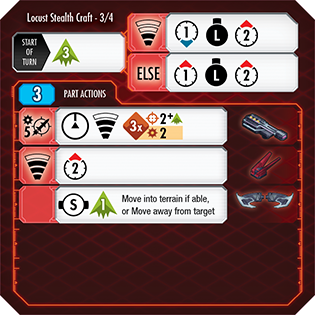 Locust Stealth Craft - 3/4
START OF TURN
3
1 L 2
ELSE
1 L 2
3 PART ACTIONS
5 3x 2+ 2
2
S 1 Move into terrain if able,
or Move away from target